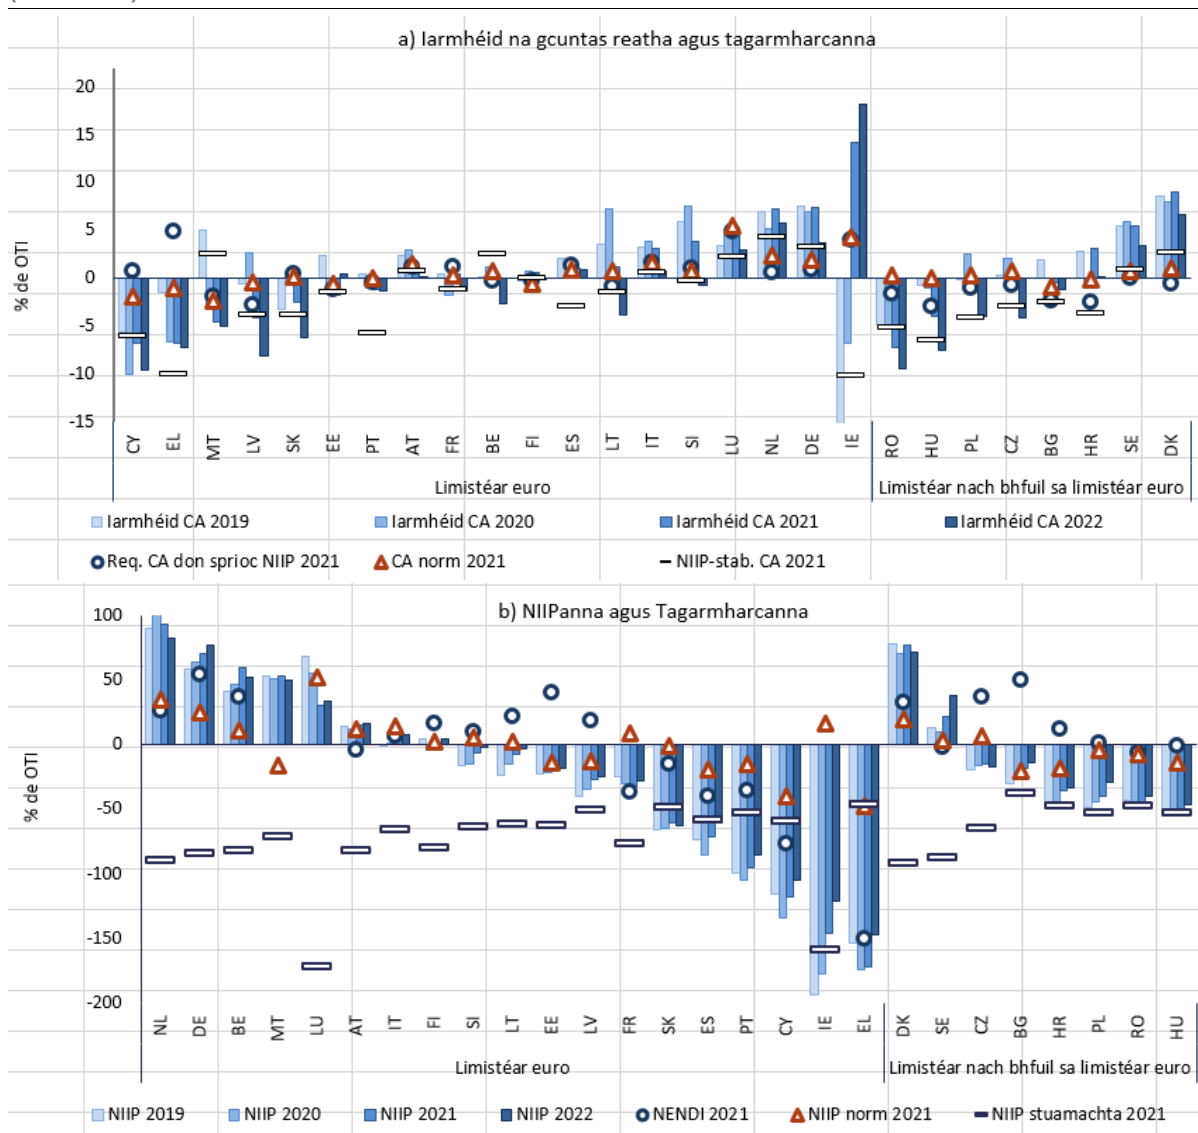 a) Iarmhéid na gcuntas reatha agus tagarmharcanna
% de OTI
20
15
10
5
0
-5
-10
-15
CY EL MT LV SK EE PT AT FR BE FI ES LT IT SI LU NL DE IE RO HU PL CZ BG HR SE DK
Limistéar euro Limistéar nach bhfuil sa limistéar euro
Iarmhéid CA 2019 Iarmhéid CA 2020 Iarmhéid CA 2021 Iarmhéid CA 2022
Req. CA don sprioc NIIP 2021 CA norm 2021 NIIP-stab. CA 2021
b) NIIPanna agus Tagarmharcanna
% de OTI
100
50
0
-50
-100
-150
-200
NL DE BE MT LU AT IT FI SI LT EE LV FR SK ES PT CY IE EL DK SE CZ BG HR PL RO HU
Limistéar euro Limistéar nach bhfuil sa limistéar euro
NIIP 2019 NIIP 2020 NIIP 2021 NIIP 2022 NENDI 2021 NIIP norm 2021 NIIP stuamachta 2021